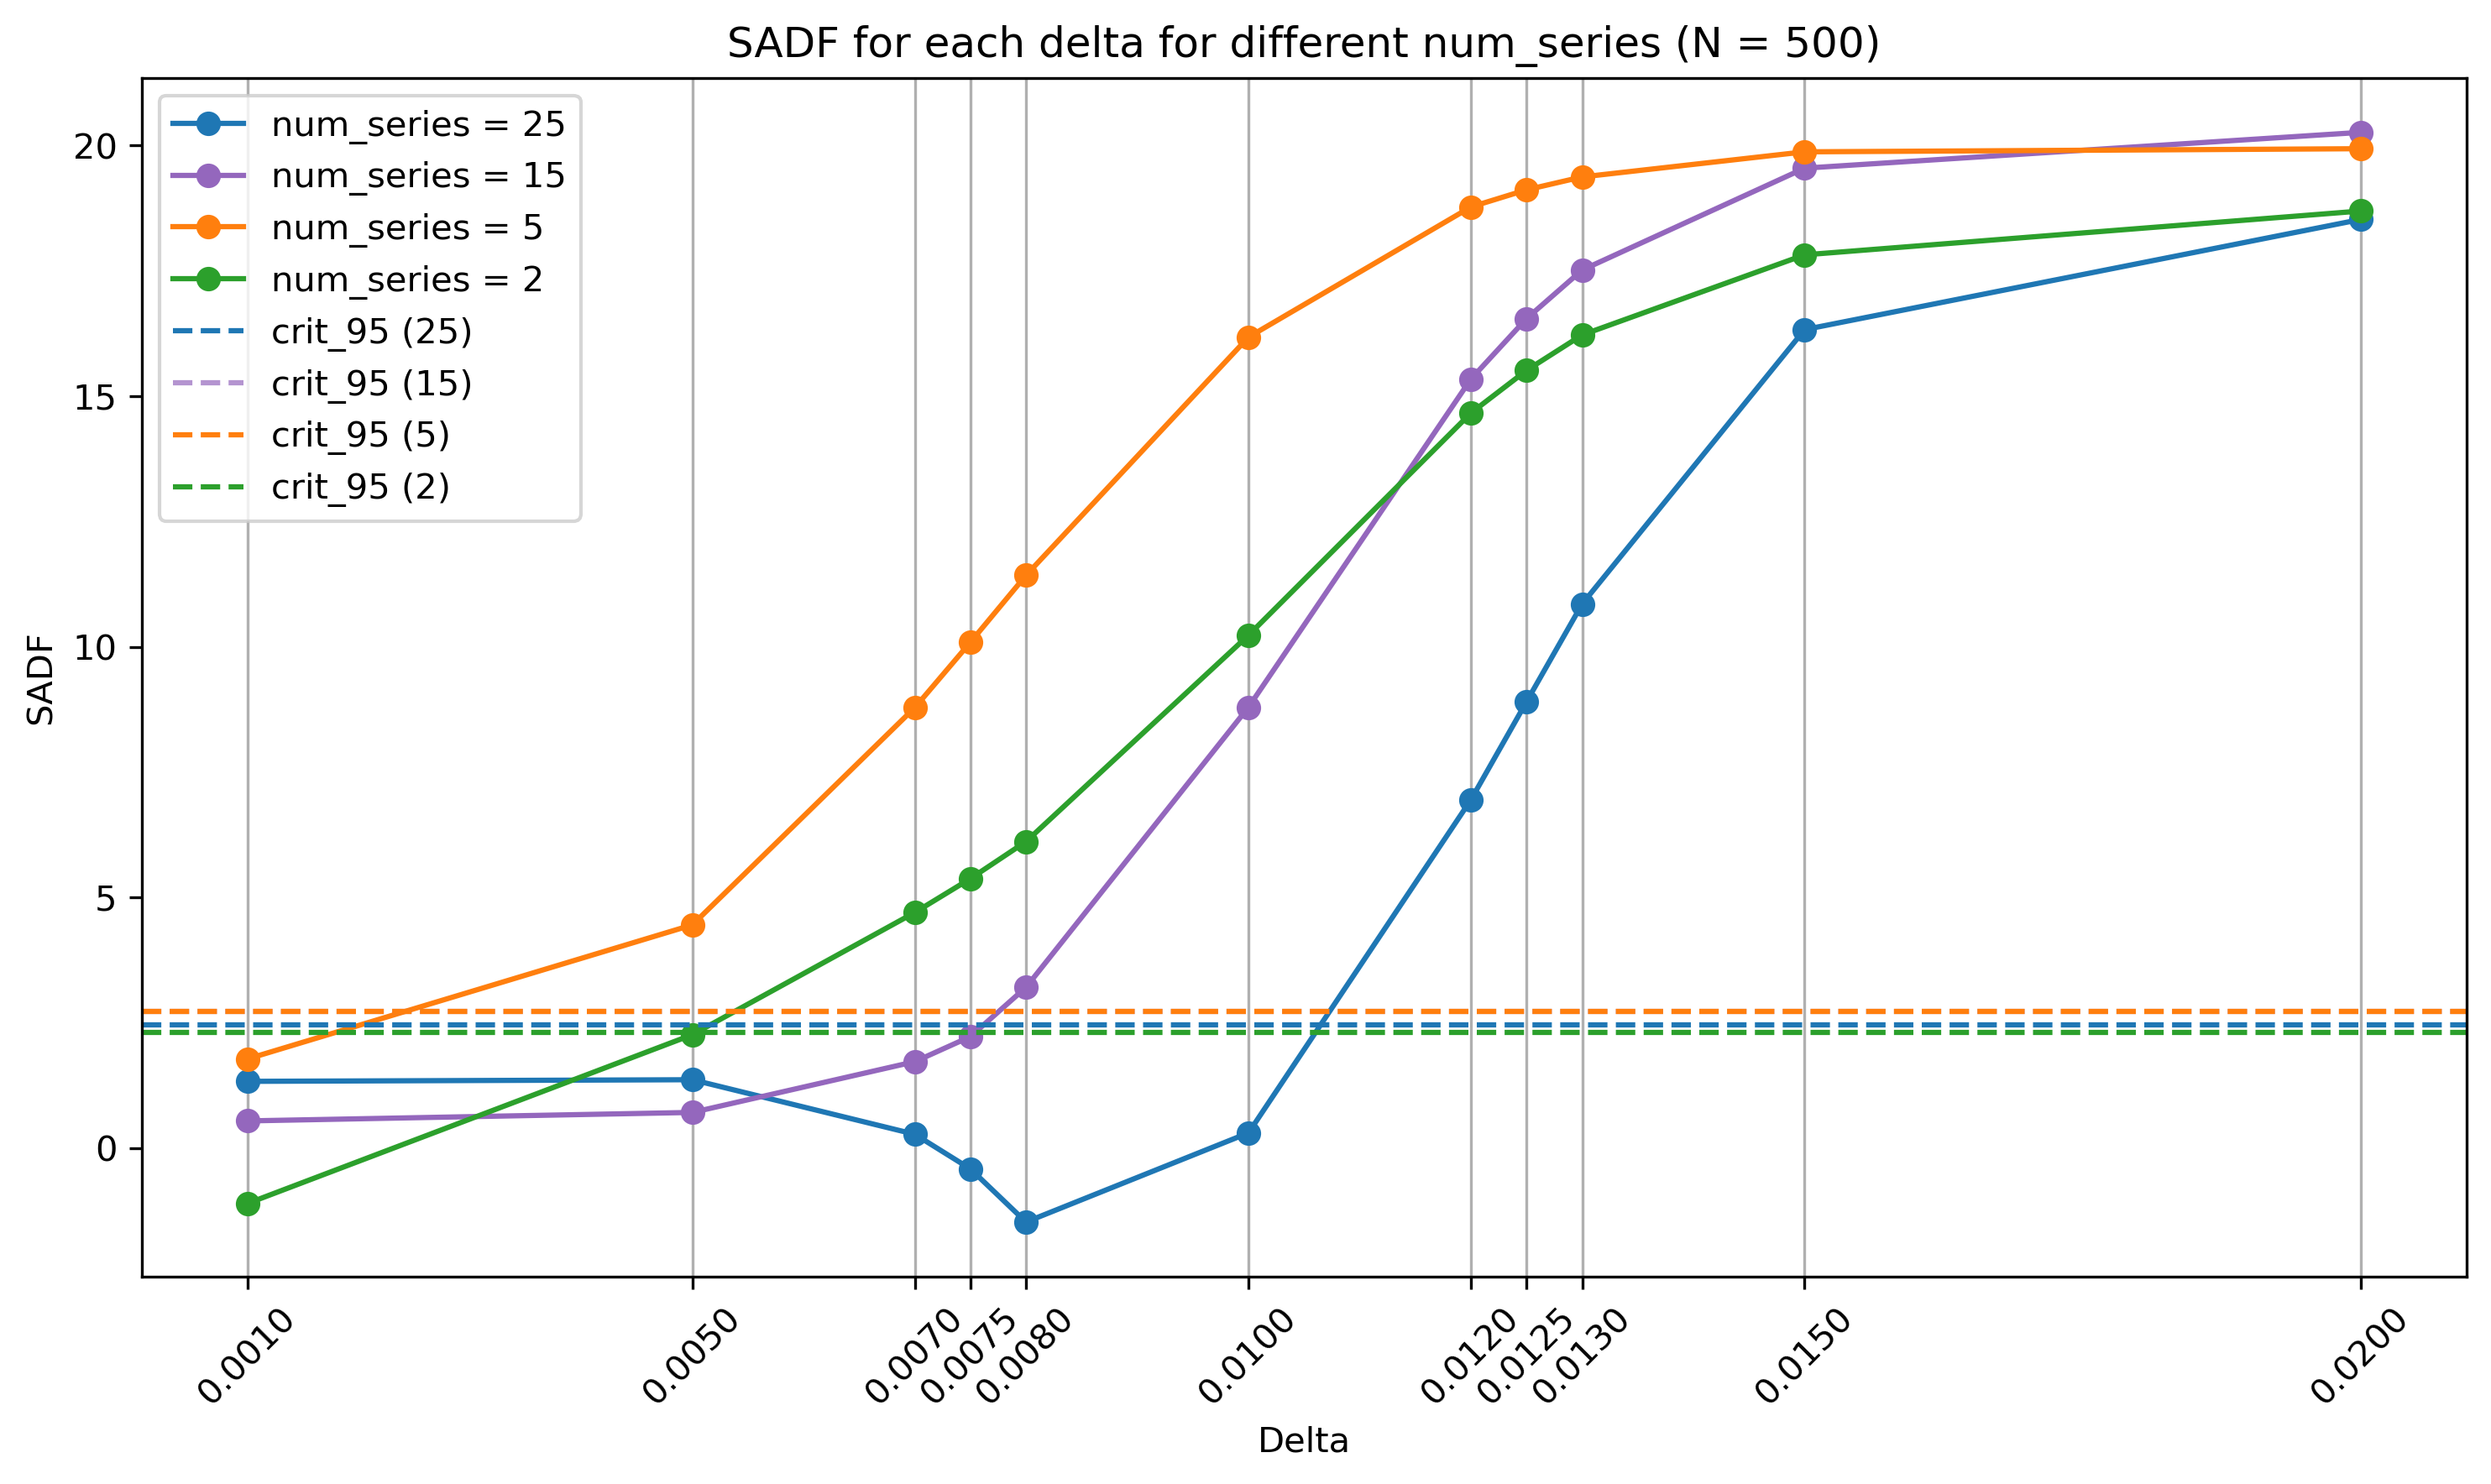 SADF for each delta for different num_series (N = 500)
num_series = 25
num_series = 15
num_series = 5
num_series = 2
crit_95 (25)
crit_95 (15)
crit_95 (5)
crit_95 (2)
20
15
10
5
0
SADF
0.0010
0.0050
0.0070
0.0075
0.0080
0.0100
0.0120
0.0125
0.0130
0.0150
0.0200
Delta